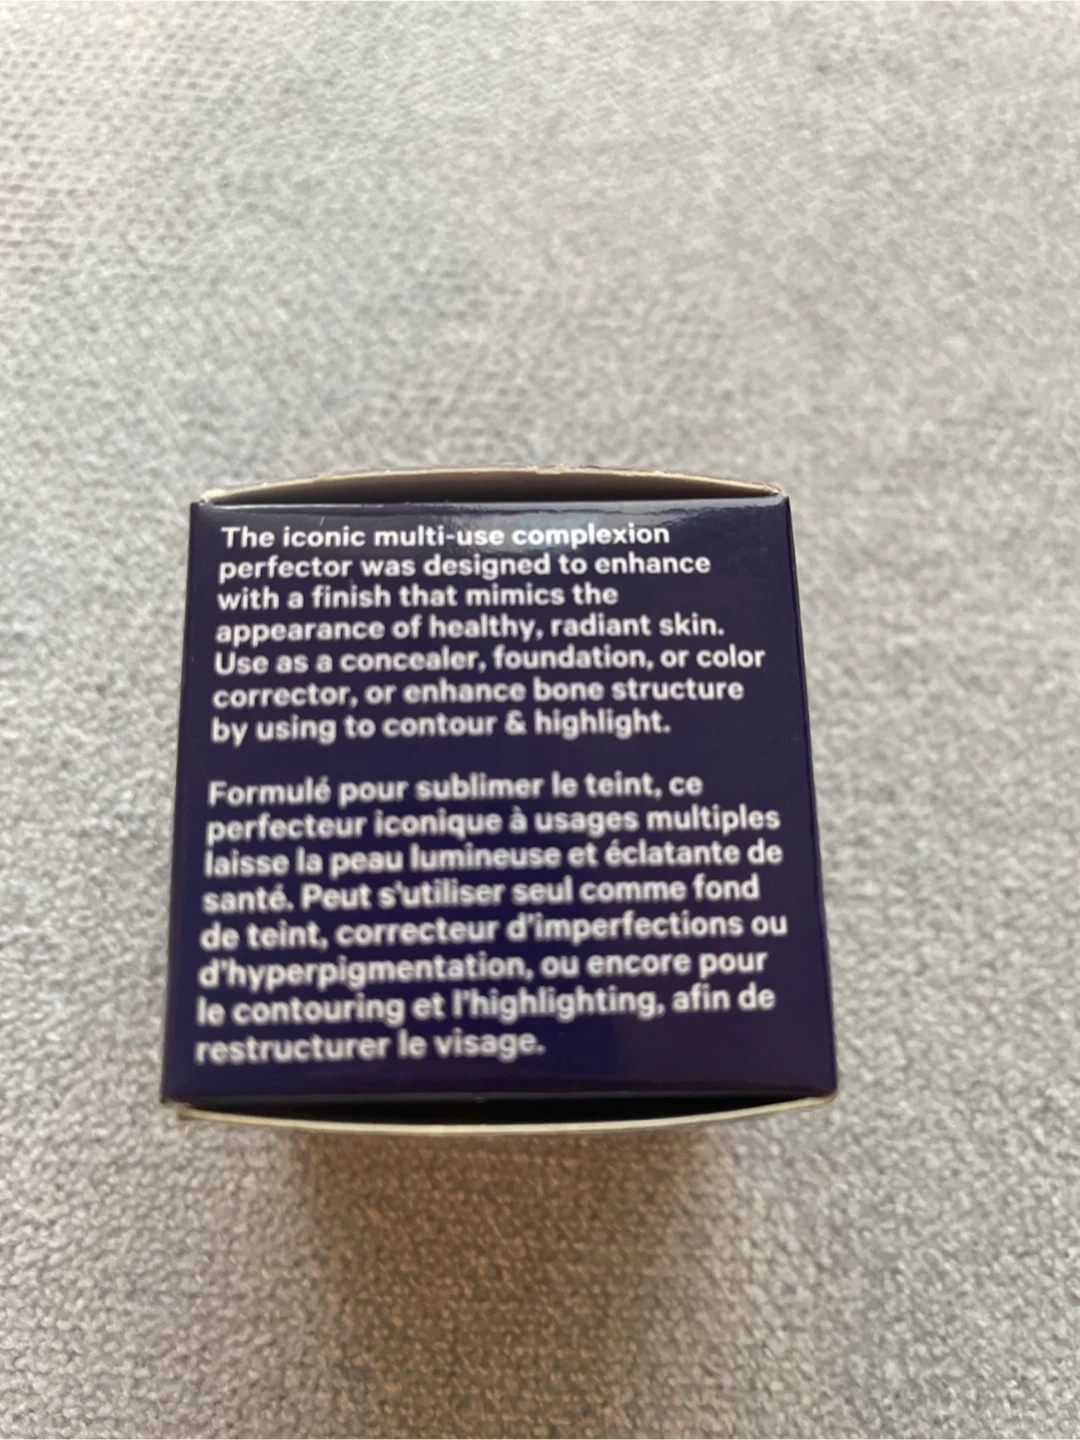 The iconic multi-use complexion
perfector was designed to enhance
with a finish that mimics the
appearance of healthy, radiant skin.
Use as a concealer, foundation, or color
corrector, or enhance bone structure
by using to contour & highlight.
Formulé pour sublimer le teint, ce
perfecteur iconique à usages multiples
laisse la peau lumineuse et éclatante de
santé. Peut s'utiliser seul comme fond
de teint, correcteur d'imperfections ou
d'hyperpigmentation, ou encore pour
le contouring et l'highlighting, afin de
restructurer le visage.